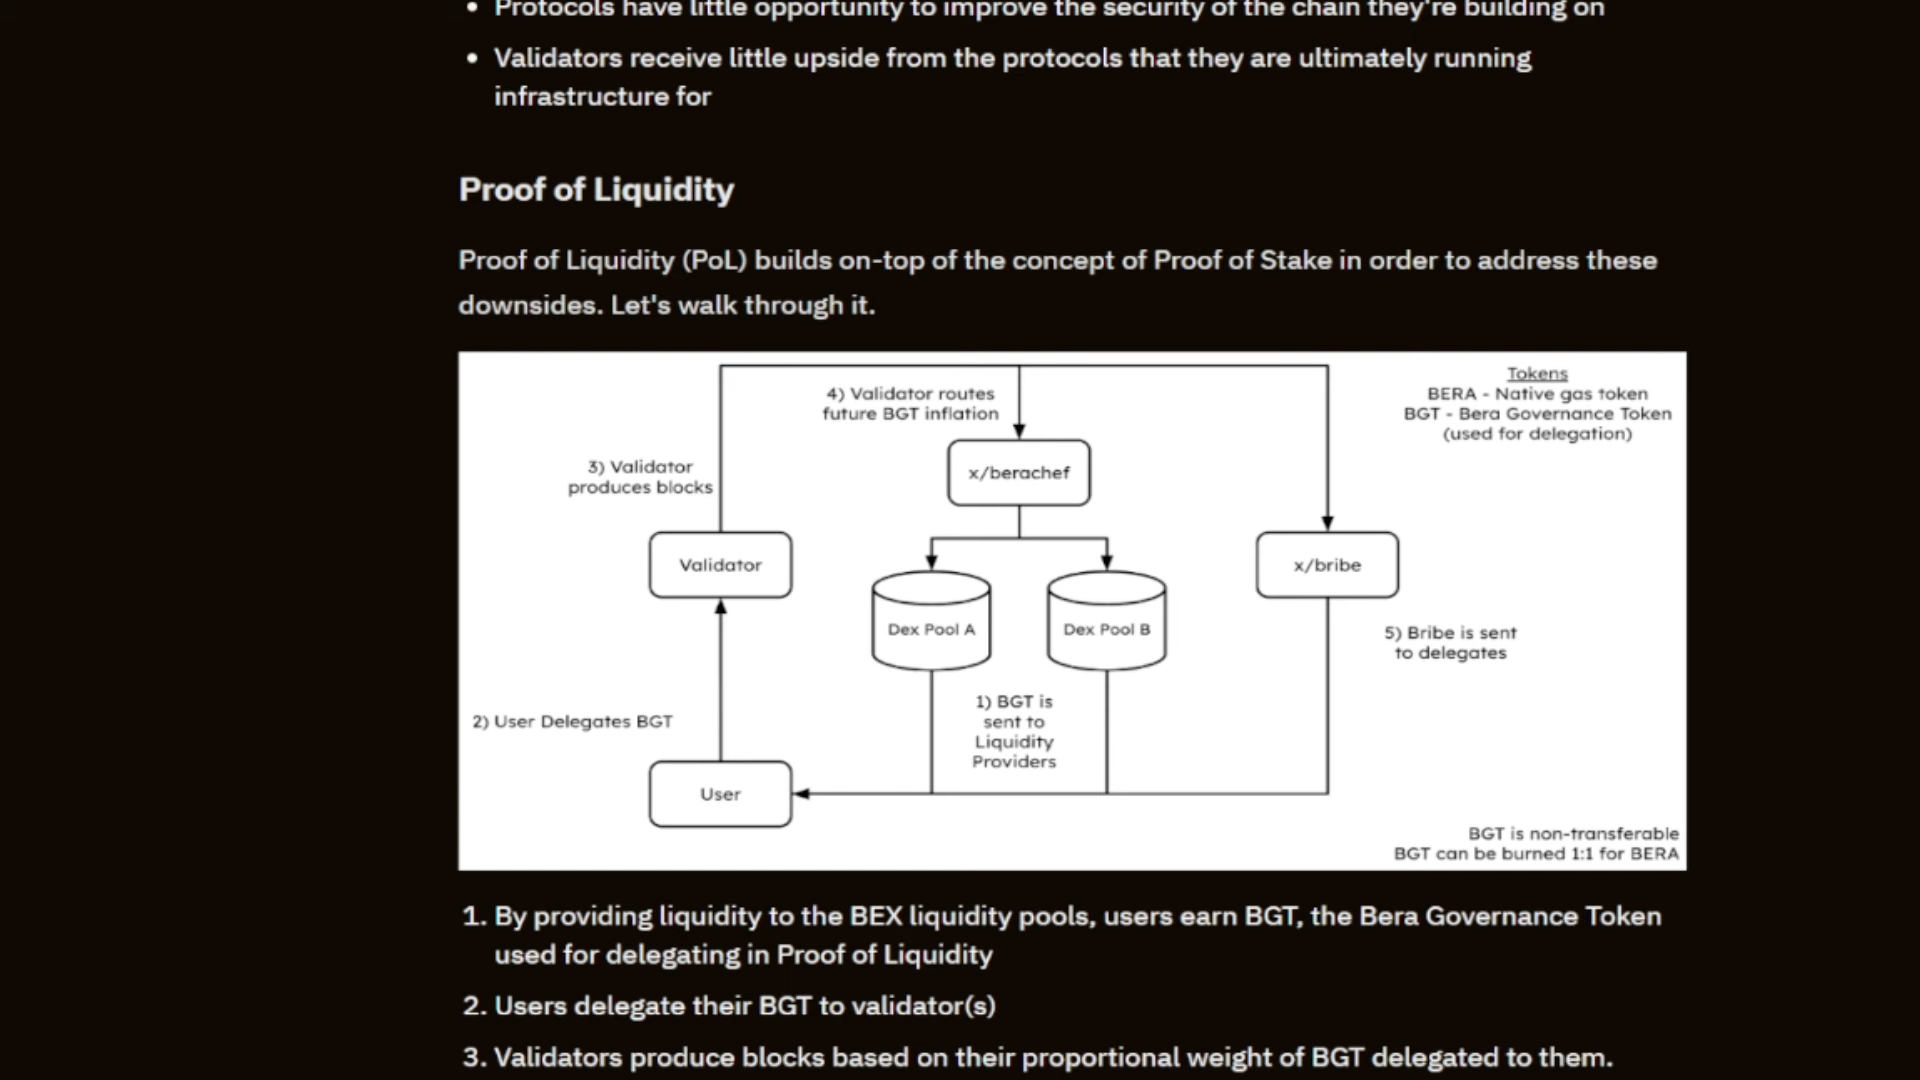 • Protocols have little opportunity to improve the security of the chain they're building on
• Validators receive little upside from the protocols that they are ultimately running
infrastructure for
Proof of Liquidity
Proof of Liquidity (PoL) builds on-top of the concept of Proof of Stake in order to address these
downsides. Let's walk through it.
Tokens
BERA - Native gas token
BGT - Bera Governance Token
(used for delegation)
4) Validator routes
future BGT inflation
3) Validator
produces blocks
x/berachef
Validator
x/bribe
Dex Pool A
Dex Pool B
5) Bribe is sent
to delegates
1) BGT is
sent to
Liquidity
Providers
2) User Delegates BGT
User
BGT is non-transferable
BGT can be burned 1:1 for BERA
1. By providing liquidity to the BEX liquidity pools, users earn BGT, the Bera Governance Token
used for delegating in Proof of Liquidity
2. Users delegate their BGT to validator(s)
3. Validators produce blocks based on their proportional weight of BGT delegated to them.